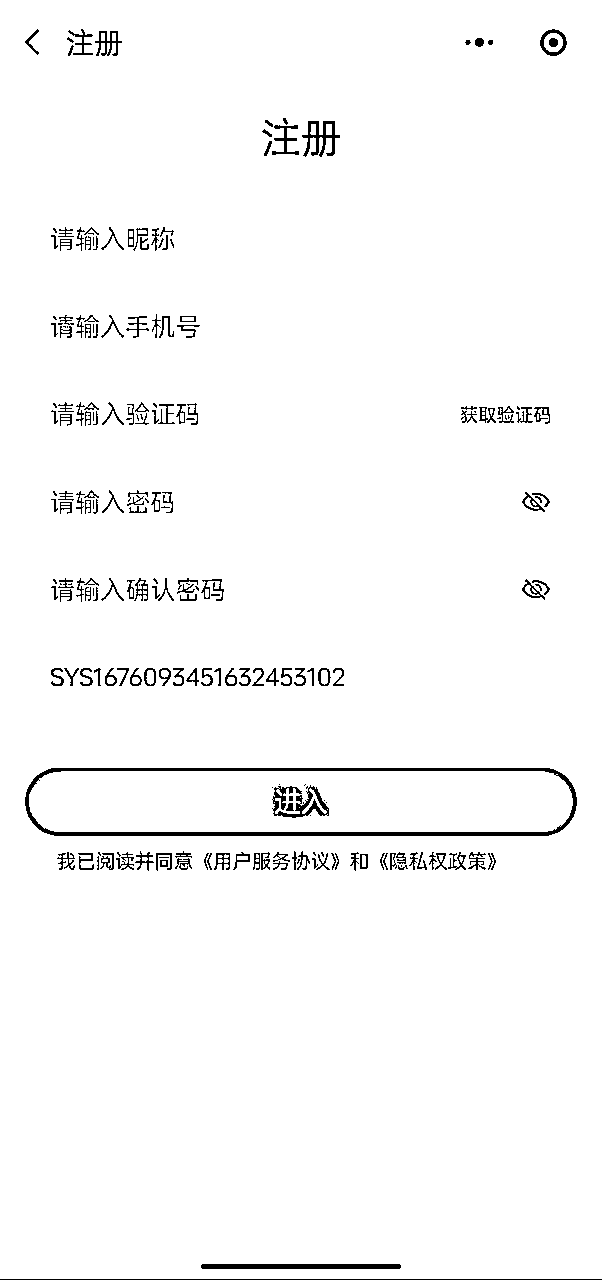 注册
注册
请输入昵称
请输入手机号
请输入验证码 获取验证码
请输入密码
请输入确认密码
SYS1676093451632453102
进入
我已阅读并同意《用户服务协议》和《隐私权政策》